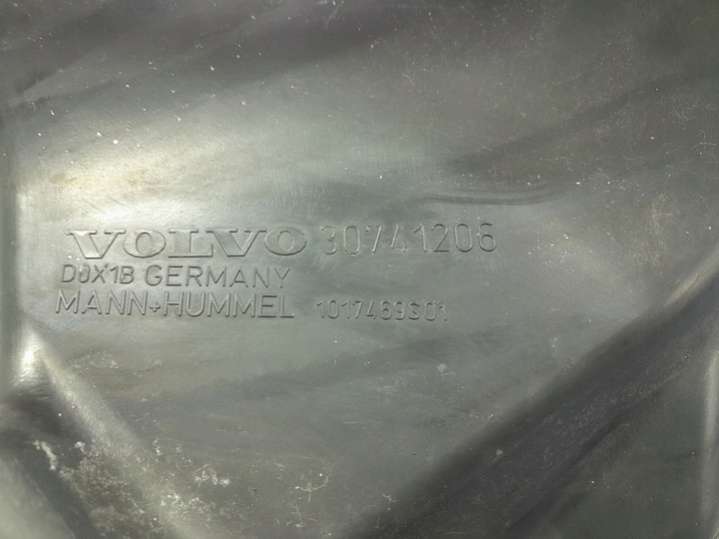 VOLVO 30741206
D0X1B GERMANY
MANN+HUMMEL 1017469S01